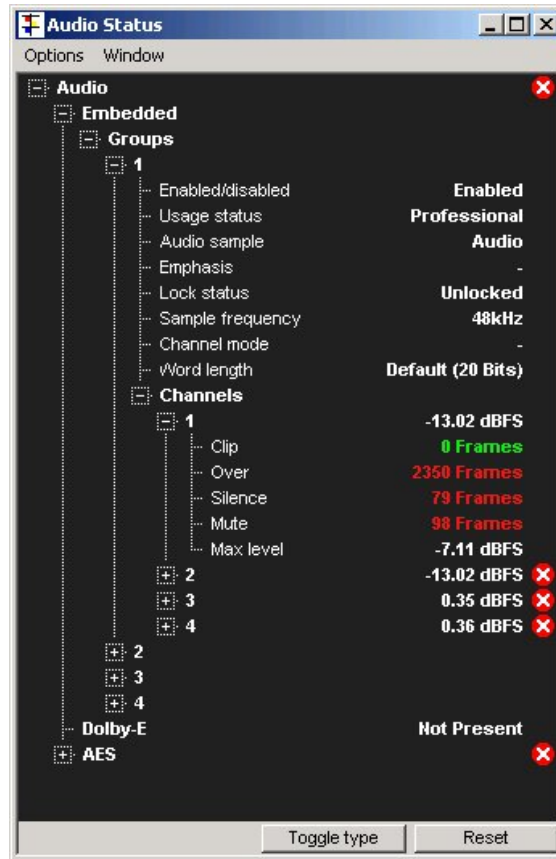 Audio Status
Options Window
Audio
Embedded
Groups
1
Enabled/disabled Enabled
Usage status Professional
Audio sample Audio
Emphasis -
Lock status Unlocked
Sample frequency 48kHz
Channel mode -
Word length Default (20 Bits)
Channels
1 -13.02 dBFS
Clip 0 Frames
Over 2350 Frames
Silence 79 Frames
Mute 98 Frames
Max level -7.11 dBFS
2 -13.02 dBFS
3 0.35 dBFS
4 0.36 dBFS
2
3
4
Dolby-E Not Present
AES
Toggle type Reset